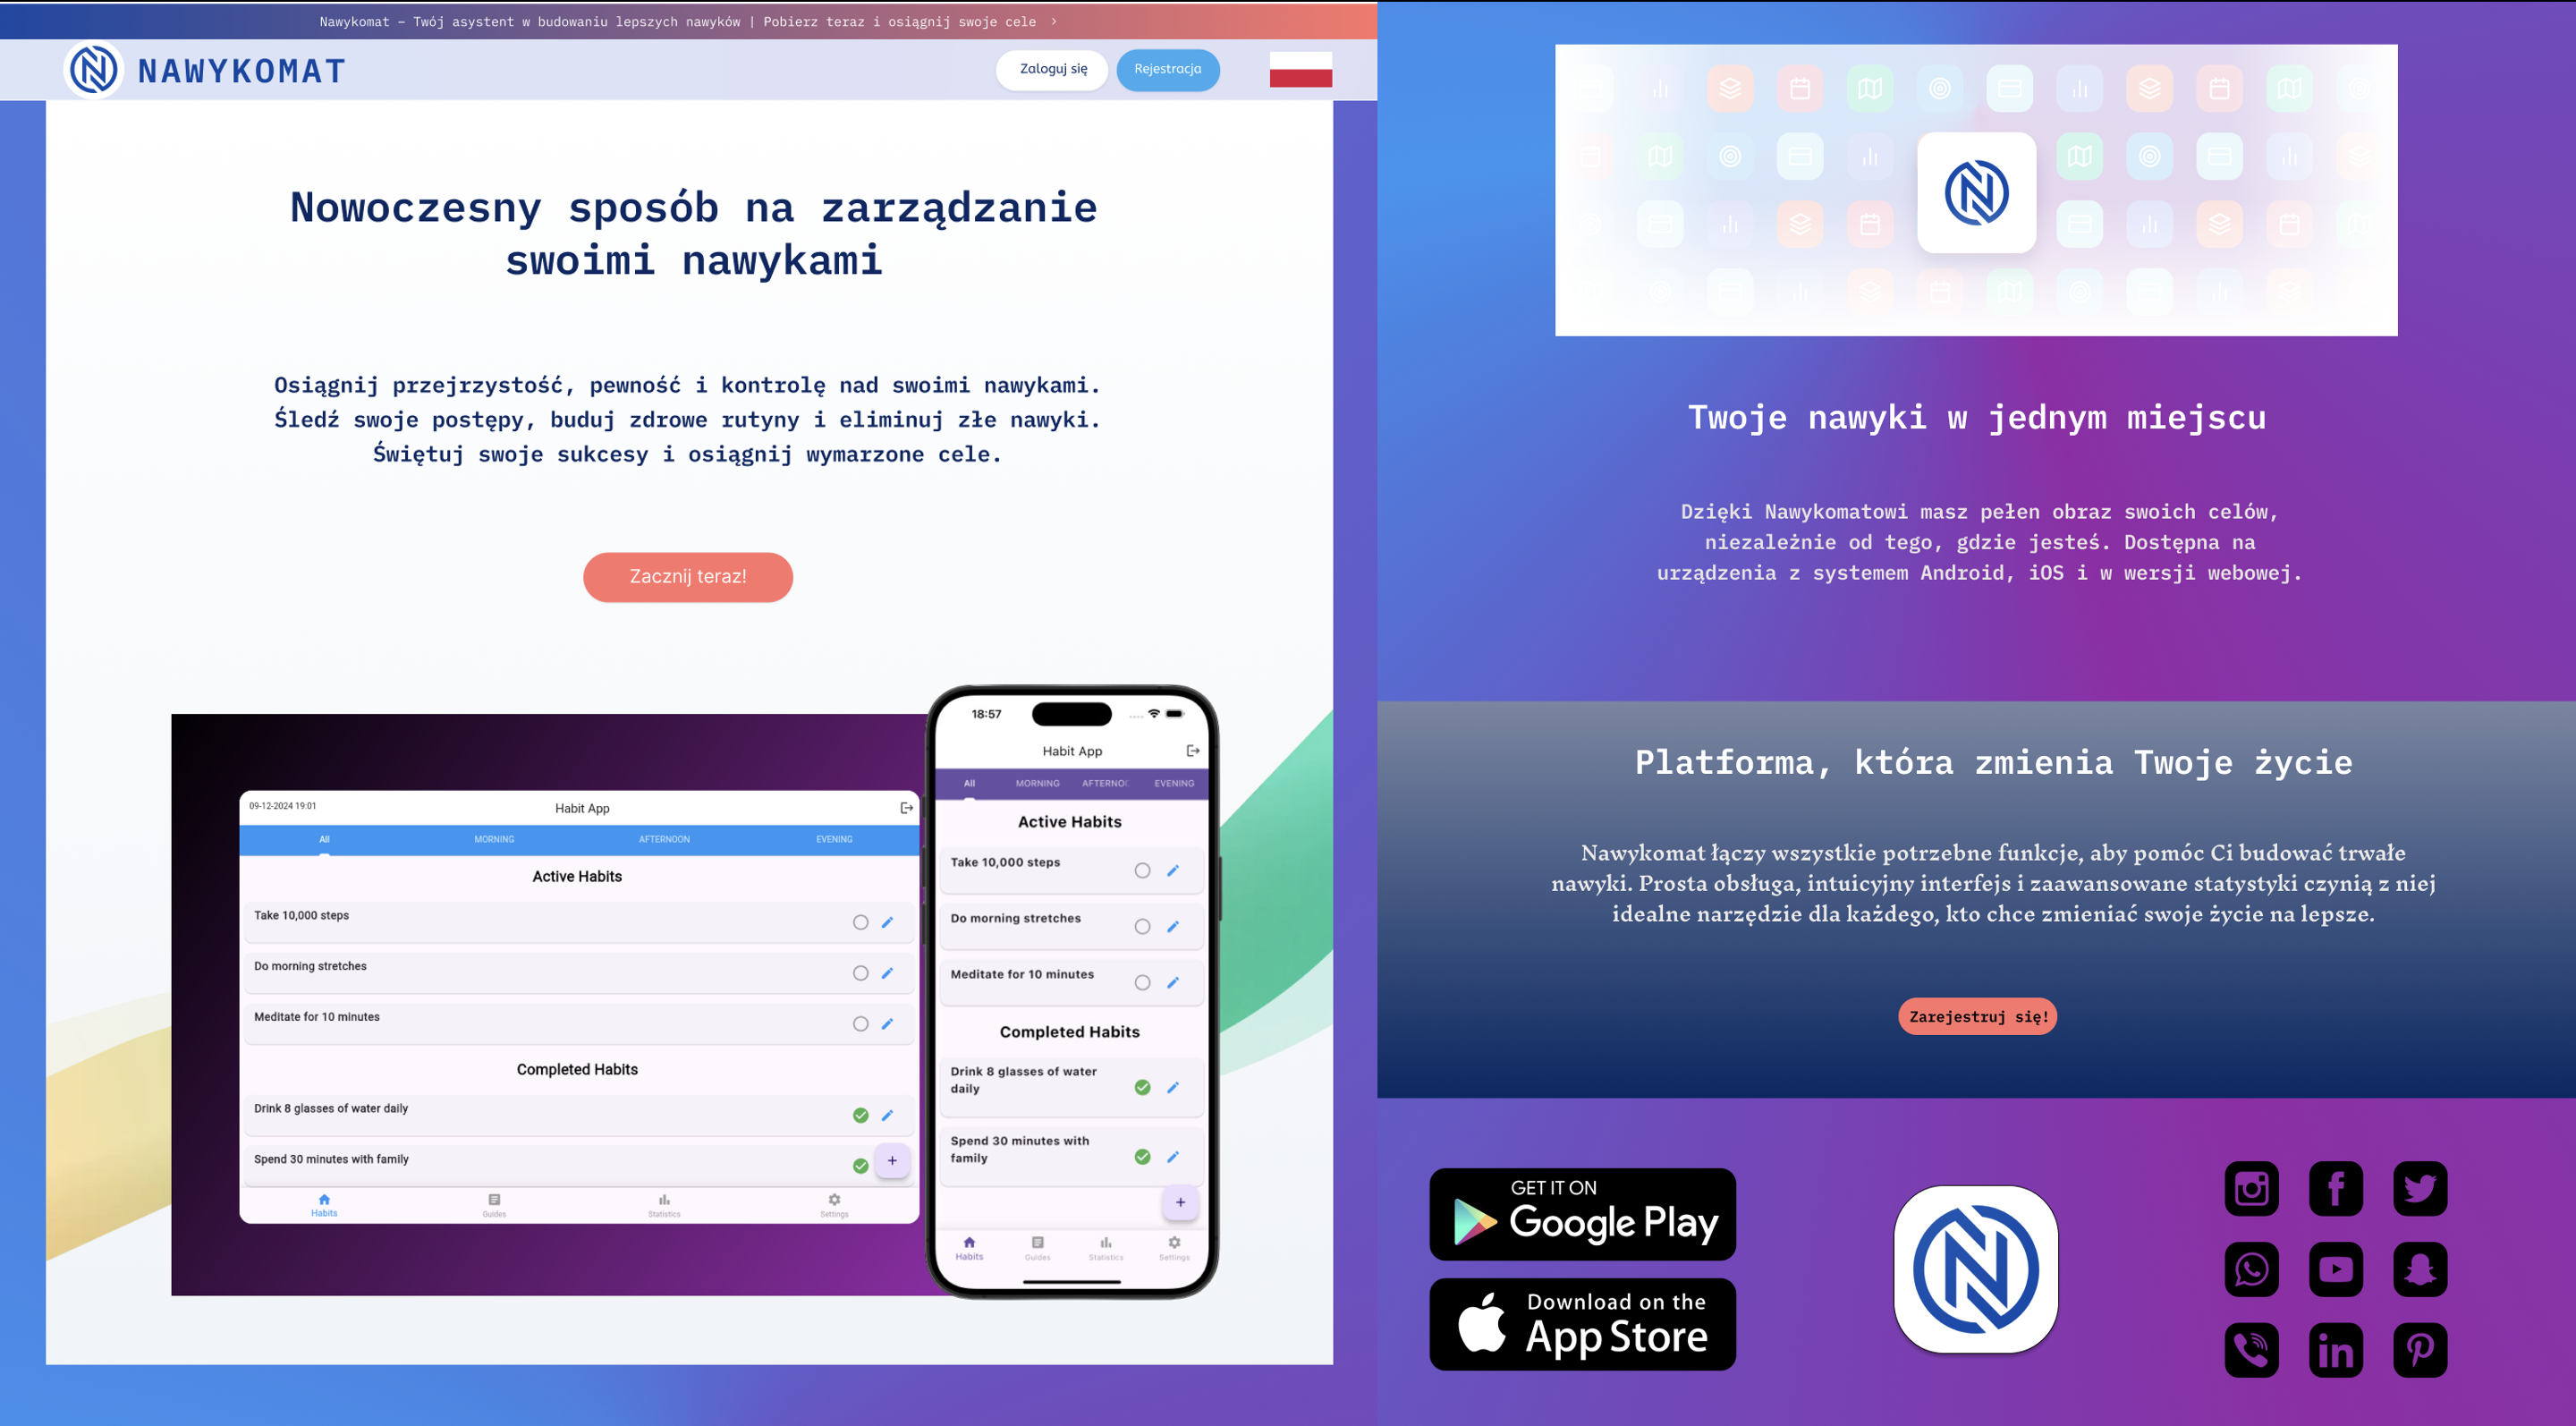 Nawykomat – Twój asystent w budowaniu lepszych nawyków | Pobierz teraz i osiągnij swoje cele >
NAWYKOMAT
Zaloguj się
Rejestracja
Nowoczesny sposób na zarządzanie
swoimi nawykami
Osiągnij przejrzystość, pewność i kontrolę nad swoimi nawykami.
Śledź swoje postępy, buduj zdrowe rutyny i eliminuj złe nawyki.
Świętuj swoje sukcesy i osiągnij wymarzone cele.
Zacznij teraz!
09-12-2024 19:01
Habit App
All
MORNING
AFTERNOON
EVENING
Active Habits
Take 10,000 steps
Do morning stretches
Meditate for 10 minutes
Completed Habits
Drink 8 glasses of water daily
Spend 30 minutes with family
+
Habits
Guides
Statistics
Settings
18:57
Habit App
All
MORNING
AFTERNOO
EVENING
Active Habits
Take 10,000 steps
Do morning stretches
Meditate for 10 minutes
Completed Habits
Drink 8 glasses of water
daily
Spend 30 minutes with
family
+
Habits
Guides
Statistics
Settings
Twoje nawyki w jednym miejscu
Dzięki Nawykomatowi masz pełen obraz swoich celów,
niezależnie od tego, gdzie jesteś. Dostępna na
urządzenia z systemem Android, iOS i w wersji webowej.
Platforma, która zmienia Twoje życie
Nawykomat łączy wszystkie potrzebne funkcje, aby pomóc Ci budować trwałe
nawyki. Prosta obsługa, intuicyjny interfejs i zaawansowane statystyki czynią z niej
idealne narzędzie dla każdego, kto chce zmieniać swoje życie na lepsze.
Zarejestruj się!
GET IT ON
Google Play
Download on the
App Store